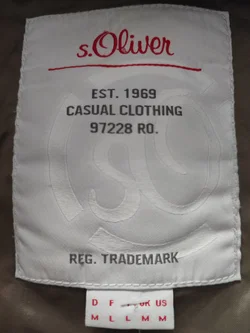 s.Oliver
EST. 1969
CASUAL CLOTHING
97228 RO.
REG. TRADEMARK
D F UK US
M L L M M